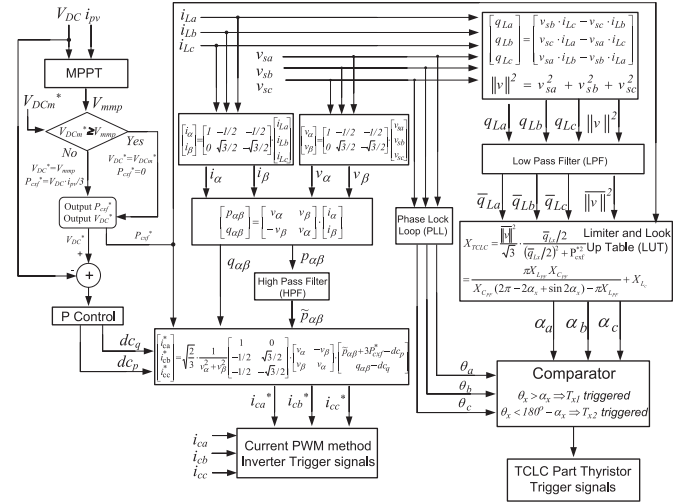 V_DC i_pv
MPPT
V_DCm* V_mmp
V_DCm*≥V_mmp
No Yes
V_DC*=V_DCm*
P_cxf*=0
V_DC*=V_mmp
P_cxf*=V_DC·i_pv/3
Output P_cxf*
Output V_DC*
V_DC* P_cxf*
+
- +
P Control
dc_q
dc_p
i_La
i_Lb
i_Lc
v_sa
v_sb
v_sc
[i_α i_β] = [1 -1/2 -1/2; 0 √3/2 -√3/2][i_La i_Lb i_Lc]
[v_α v_β] = [1 -1/2 -1/2; 0 √3/2 -√3/2][v_sa v_sb v_sc]
i_α i_β v_α v_β
[p_αβ q_αβ] = [v_α v_β; -v_β v_α]·[i_α i_β]
q_αβ p_αβ
High Pass Filter
(HPF)
p̃_αβ
[i_ca* i_cb* i_cc*] = √(2/3)·1/(v_α²+v_β²)[1 0; -1/2 √3/2; -1/2 -√3/2]·[v_α -v_β; v_β v_α]·[p̃_αβ+3P*_cxf-dc_p; q_αβ-dc_q]
i_ca* i_cb* i_cc*
i_ca
i_cb
i_cc
Current PWM method
Inverter Trigger signals
Phase Lock
Loop (PLL)
[q_La q_Lb q_Lc] = [v_sb·i_Lc-v_sc·i_Lb; v_sc·i_La-v_sa·i_Lc; v_sa·i_Lb-v_sb·i_La]
‖v‖² = v_sa²+v_sb²+v_sc²
q_La q_Lb q_Lc ‖v‖²
Low Pass Filter (LPF)
q̄_La q̄_Lb q̄_Lc ‖v‖²
Limiter and Look
Up Table (LUT)
X_TCLC = ‖v‖²/√3 · (q̄_Lx/2)/((q̄_Lx/2)²+P_cxf*²)
= πX_Lpf X_Cpf/(X_Cpf(2π-2α_x+sin2α_x)-πX_Lpf)+X_Lc
α_a α_b α_c
θ_a
θ_b
θ_c
Comparator
θ_x>α_x⇒T_x1 triggered
θ_x<180°-α_x⇒T_x2 triggered
TCLC Part Thyristor
Trigger signals